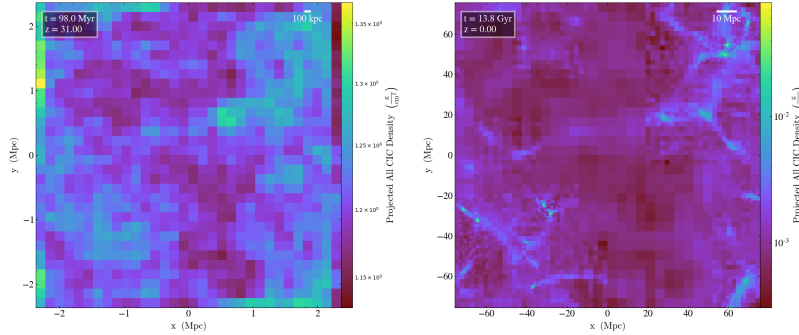 t = 98.0 Myr
z = 31.00
100 kpc
2
1
0
−1
−2
y (Mpc)
−2 −1 0 1 2
x (Mpc)
1.35×10⁰
1.3×10⁰
1.25×10⁰
1.2×10⁰
1.15×10⁰
Projected All CIC Density (g/cm²)
t = 13.8 Gyr
z = 0.00
10 Mpc
60
40
20
0
−20
−40
−60
y (Mpc)
−60 −40 −20 0 20 40 60
x (Mpc)
10⁻²
10⁻³
Projected All CIC Density (g/cm²)